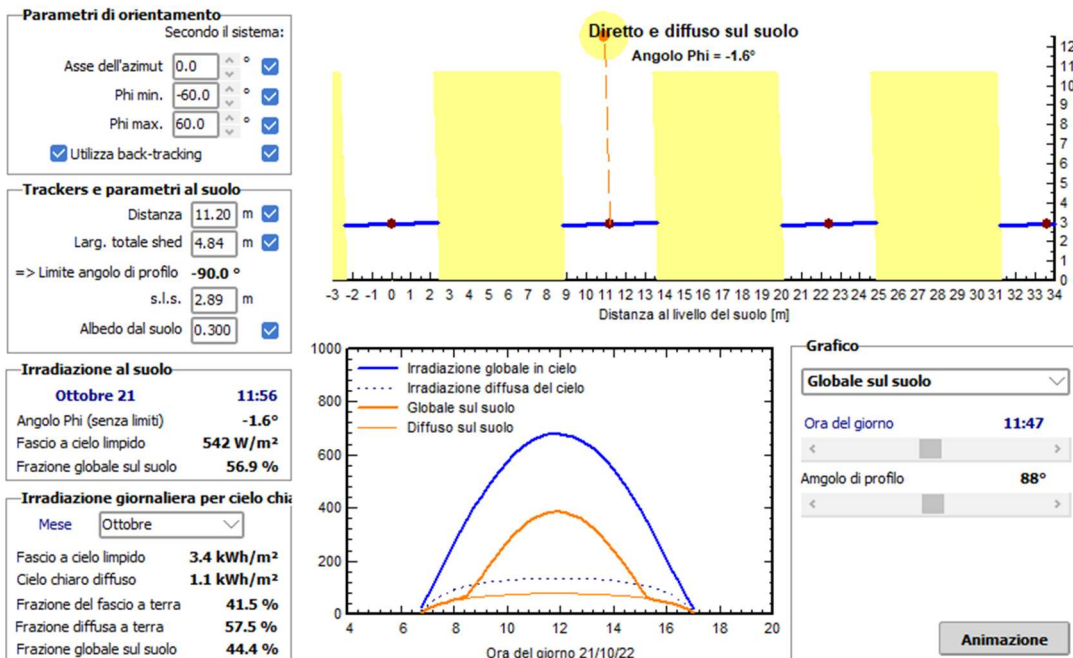 Parametri di orientamento
Secondo il sistema:
Asse dell'azimut 0.0 °
Phi min. -60.0 °
Phi max. 60.0 °
Utilizza back-tracking
Trackers e parametri al suolo
Distanza 11.20 m
Larg. totale shed 4.84 m
=> Limite angolo di profilo -90.0 °
s.l.s. 2.89 m
Albedo dal suolo 0.300
Irradiazione al suolo
Ottobre 21 11:56
Angolo Phi (senza limiti) -1.6°
Fascio a cielo limpido 542 W/m²
Frazione globale sul suolo 56.9 %
Irradiazione giornaliera per cielo chia
Mese Ottobre
Fascio a cielo limpido 3.4 kWh/m²
Cielo chiaro diffuso 1.1 kWh/m²
Frazione del fascio a terra 41.5 %
Frazione diffusa a terra 57.5 %
Frazione globale sul suolo 44.4 %
Diretto e diffuso sul suolo
Angolo Phi = -1.6°
12
11
10
9
8
7
6
5
4
3
2
1
0
-3 -2 -1 0 1 2 3 4 5 6 7 8 9 10 11 12 13 14 15 16 17 18 19 20 21 22 23 24 25 26 27 28 29 30 31 32 33 34
Distanza al livello del suolo [m]
1000
800
600
400
200
0
Irradiazione globale in cielo
Irradiazione diffusa del cielo
Globale sul suolo
Diffuso sul suolo
4 6 8 10 12 14 16 18 20
Ora del giorno 21/10/22
Grafico
Globale sul suolo
Ora del giorno 11:47
Amgolo di profilo 88°
Animazione